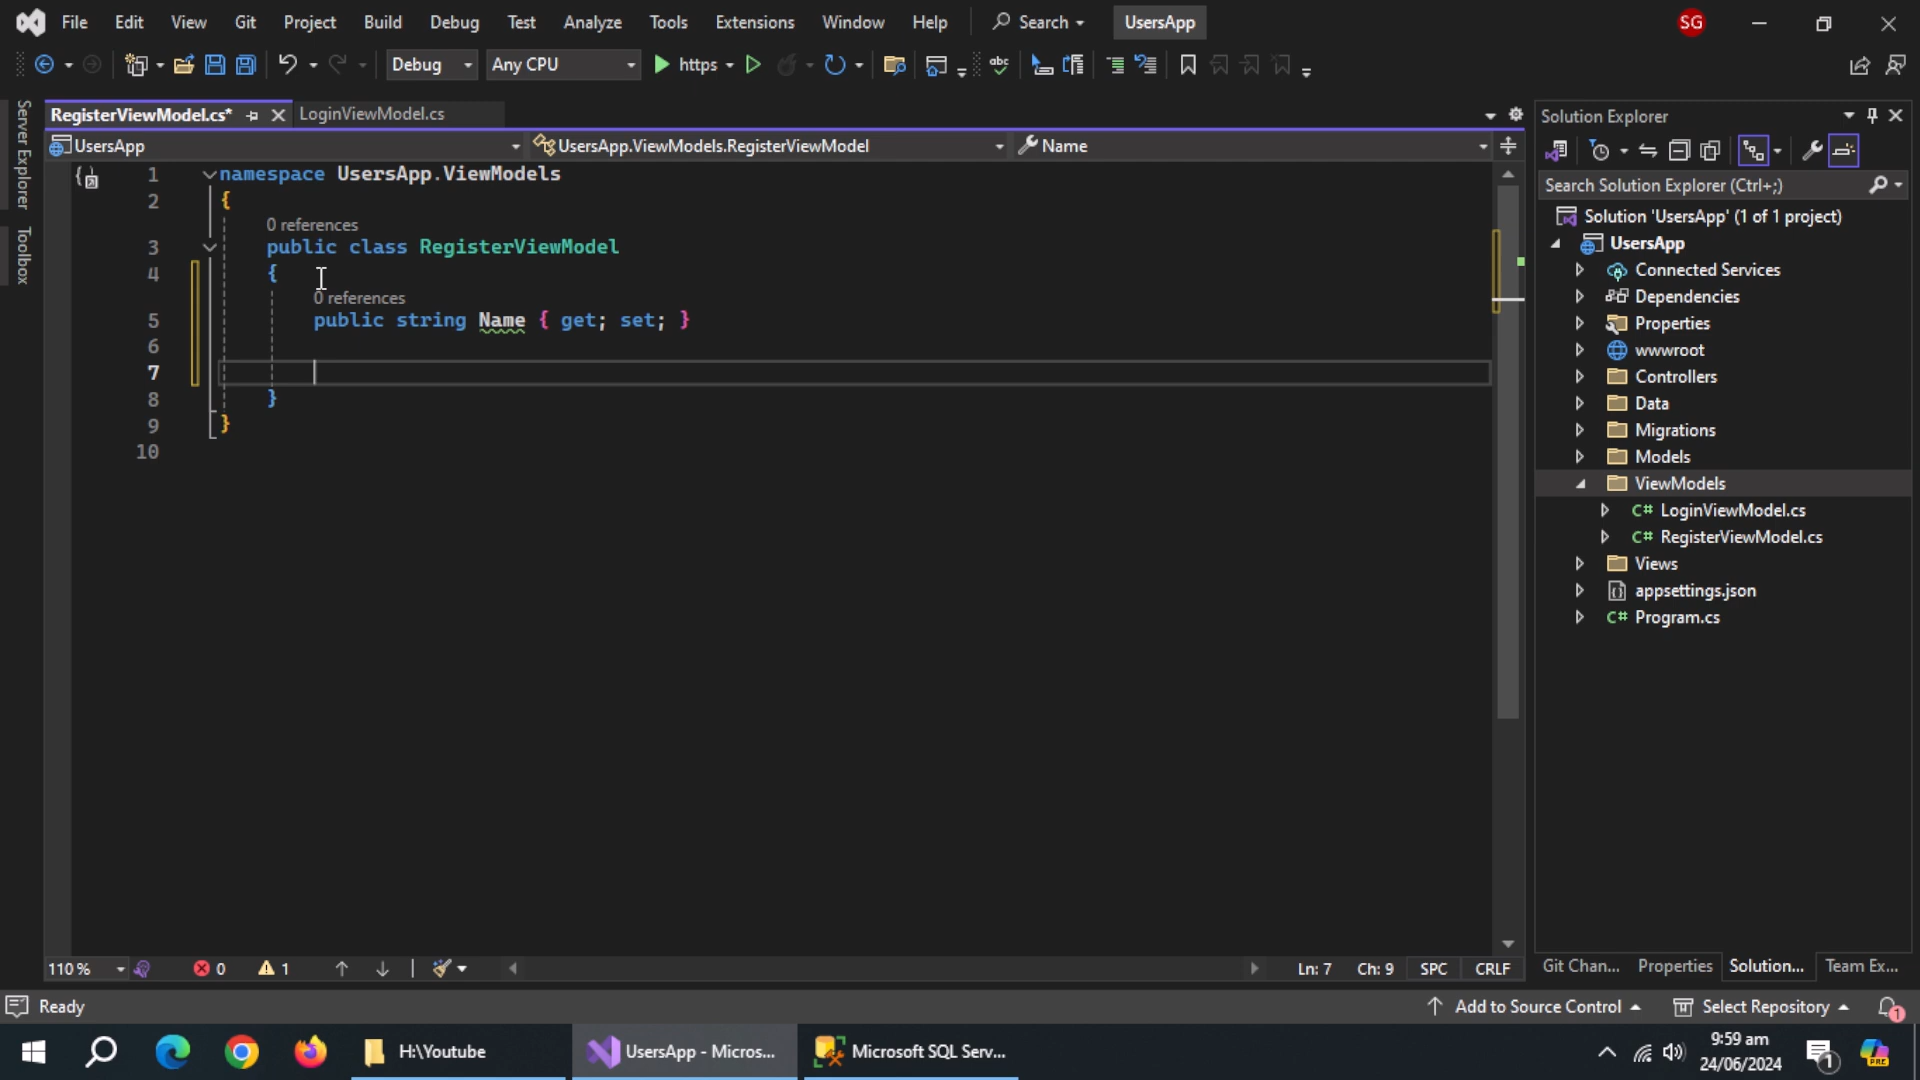 File Edit View Git Project Build Debug Test Analyze Tools Extensions Window Help Search UsersApp SG
Debug Any CPU https abc
Server Explorer
Toolbox
RegisterViewModel.cs* LoginViewModel.cs
UsersApp UsersApp.ViewModels.RegisterViewModel Name
1 namespace UsersApp.ViewModels
2 {
0 references
3 public class RegisterViewModel
4 {
0 references
5 public string Name { get; set; }
6
7
8 }
9 }
10
110 % 0 1 Ln: 7 Ch: 9 SPC CRLF
Solution Explorer
Search Solution Explorer (Ctrl+;)
Solution 'UsersApp' (1 of 1 project)
UsersApp
Connected Services
Dependencies
Properties
wwwroot
Controllers
Data
Migrations
Models
ViewModels
C# LoginViewModel.cs
C# RegisterViewModel.cs
Views
appsettings.json
C# Program.cs
Git Chan... Properties Solution... Team Ex...
Ready Add to Source Control Select Repository 1
H:\Youtube UsersApp - Micros... Microsoft SQL Serv... 9:59 am
24/06/2024 1 PRE